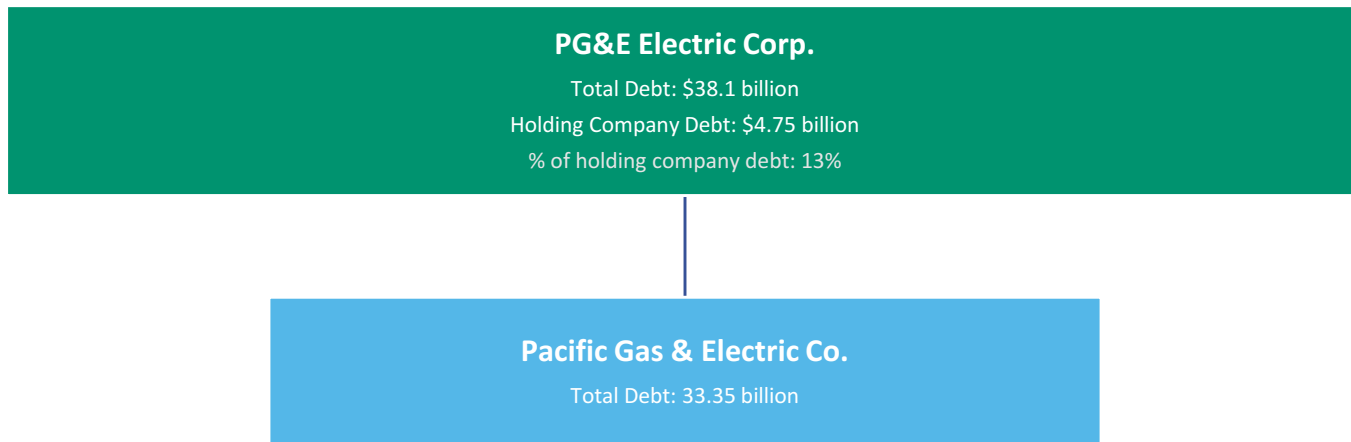 PG&E Electric Corp.
Total Debt: $38.1 billion
Holding Company Debt: $4.75 billion
% of holding company debt: 13%
Pacific Gas & Electric Co.
Total Debt: 33.35 billion